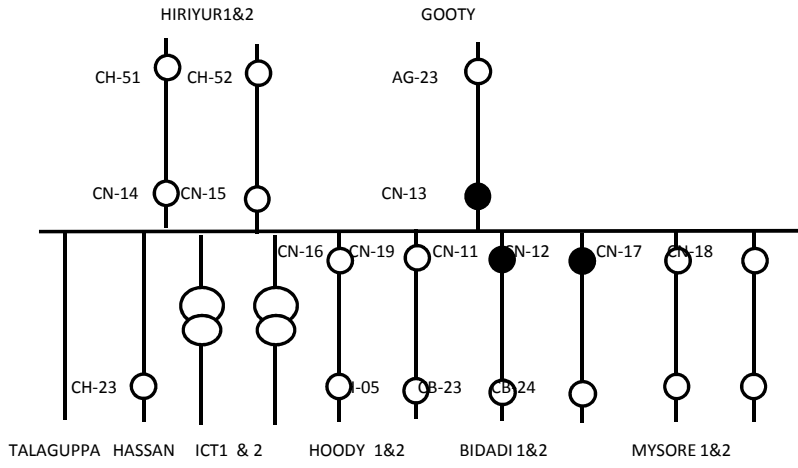 HIRIYUR1&2 GOOTY
CH-51 CH-52 AG-23
CN-14 CN-15 CN-13
CN-16 CN-19 CN-11 CN-12 CN-17 CN-18
CH-23 CB-23 CB-24
TALAGUPPA HASSAN ICT1 & 2 HOODY 1&2 BIDADI 1&2 MYSORE 1&2